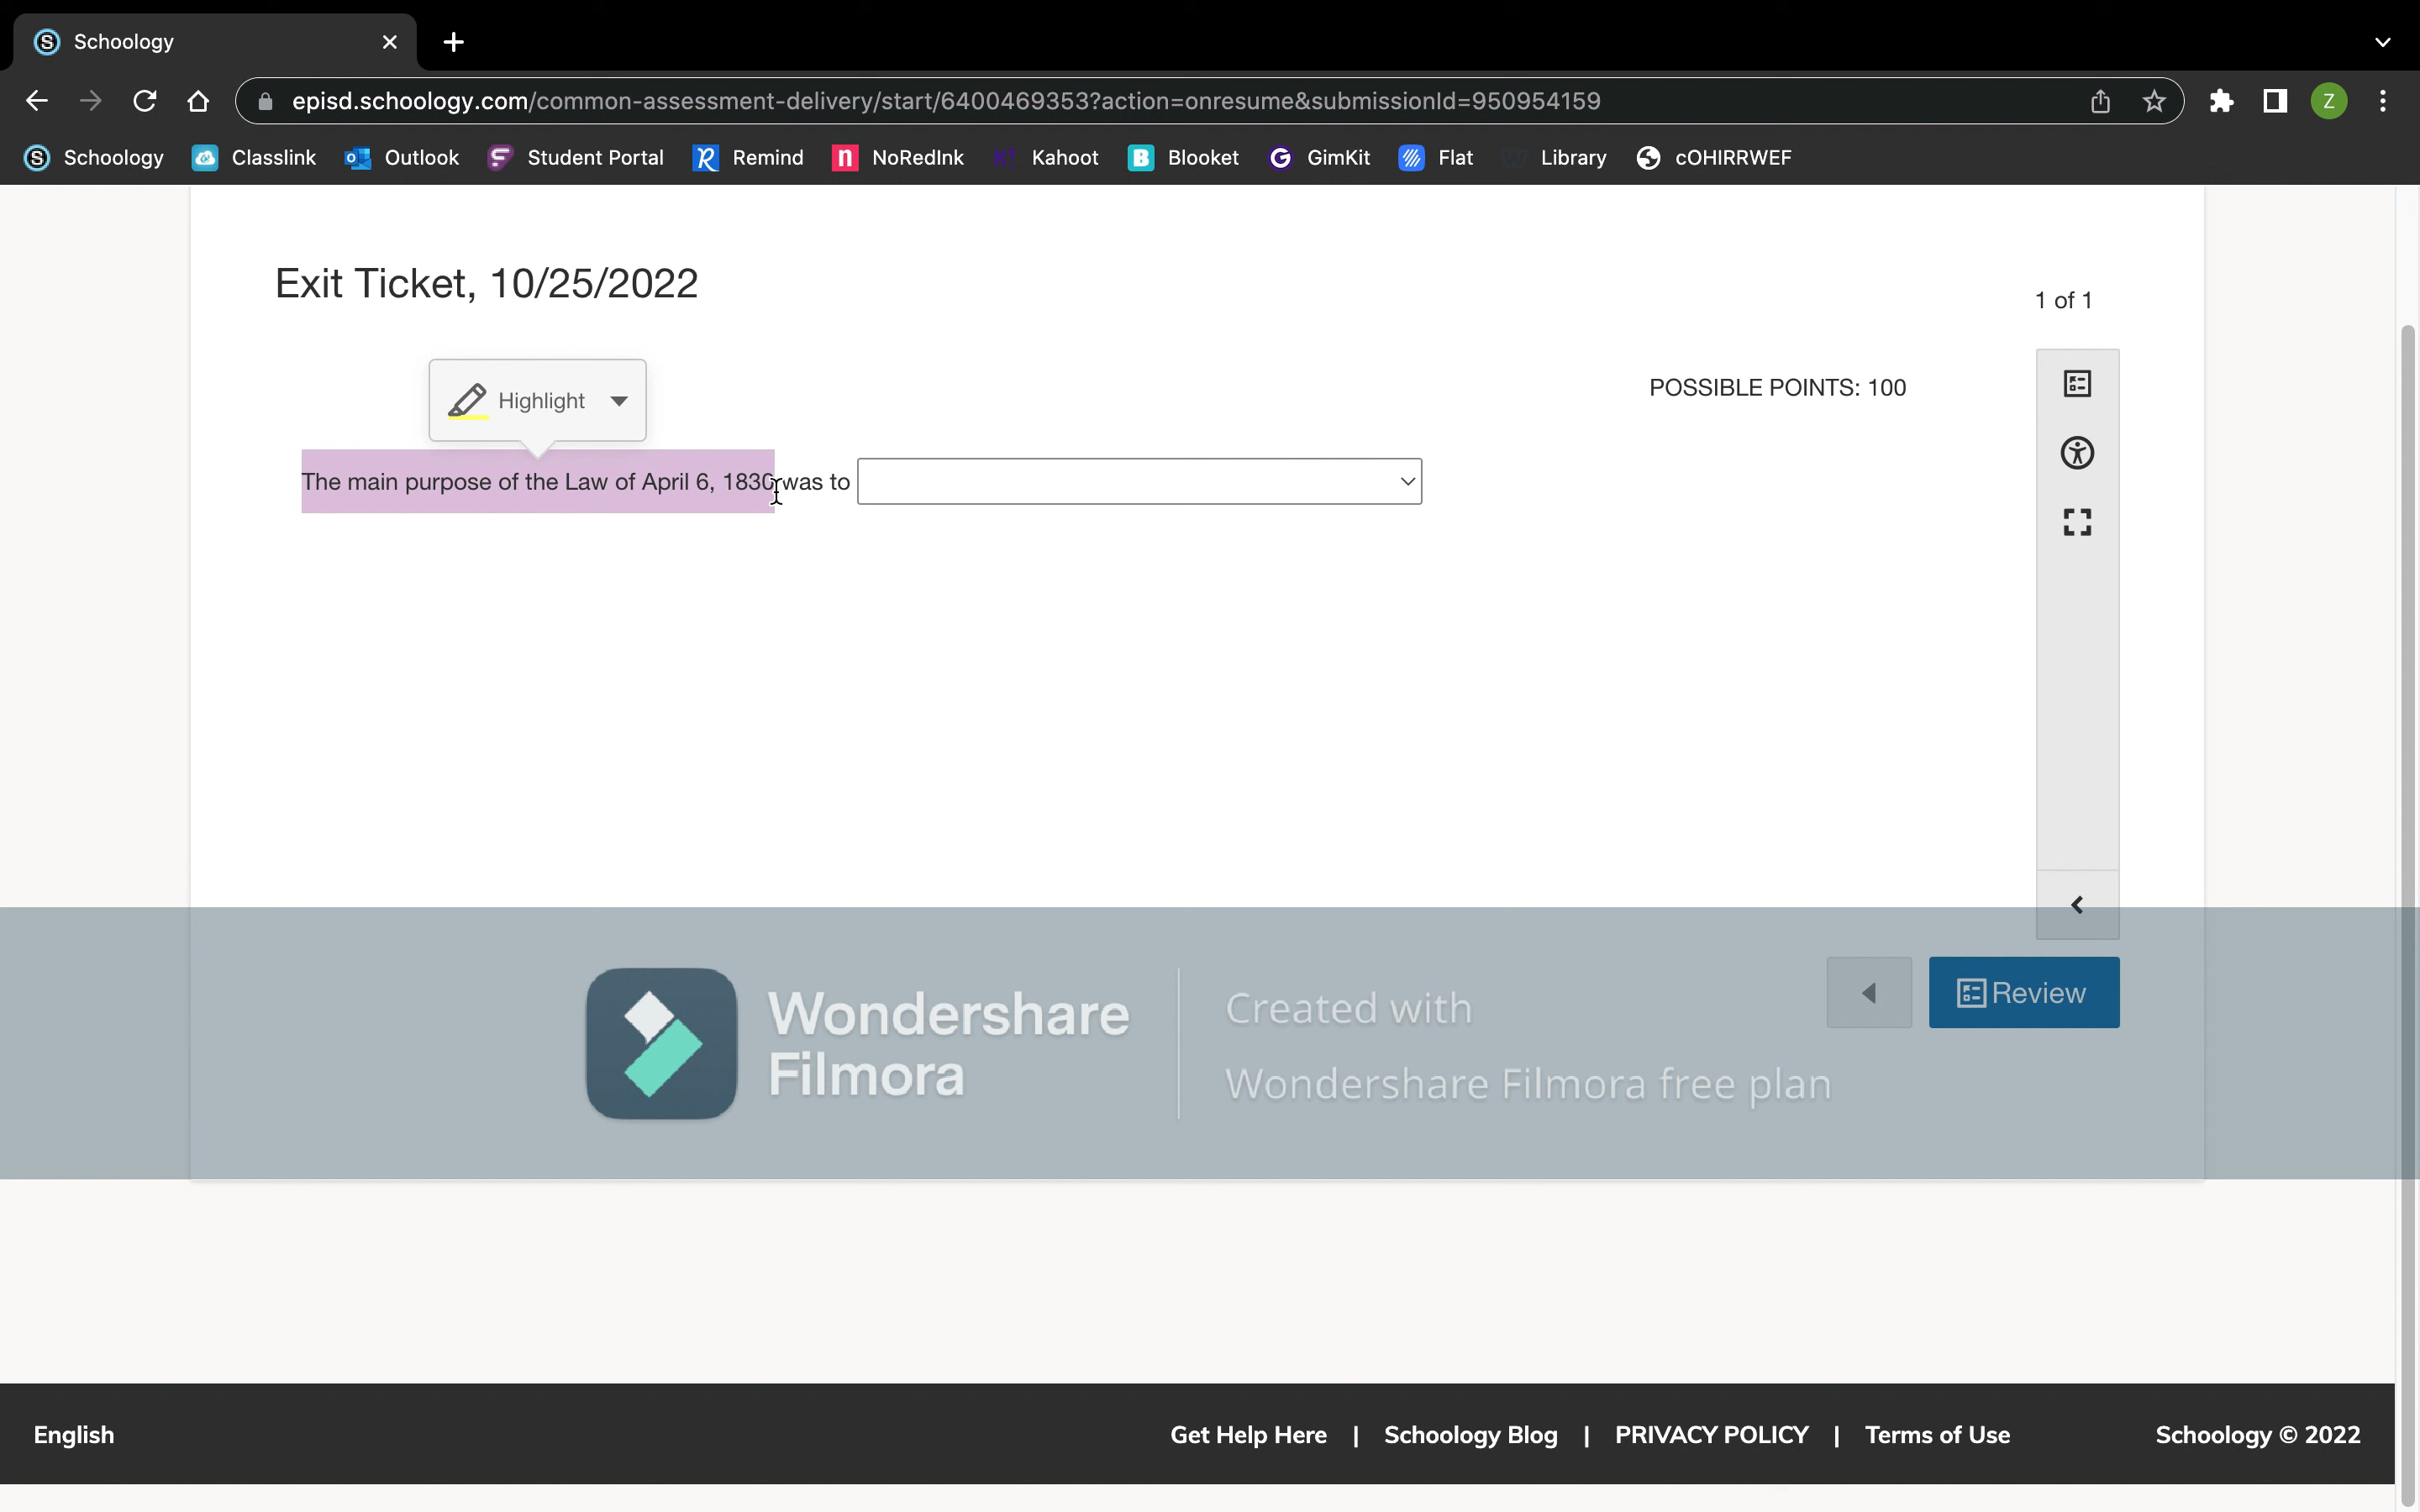 Schoology
episd.schoology.com/common-assessment-delivery/start/6400469353?action=onresume&submissionId=950954159
Z
Schoology Classlink Outlook Student Portal Remind NoRedInk Kahoot Blooket GimKit Flat Library cOHIRRWEF
Exit Ticket, 10/25/2022
1 of 1
Highlight
POSSIBLE POINTS: 100
The main purpose of the Law of April 6, 1830 was to
Review
Wondershare
Filmora
Created with
Wondershare Filmora free plan
English
Get Help Here | Schoology Blog | PRIVACY POLICY | Terms of Use
Schoology © 2022